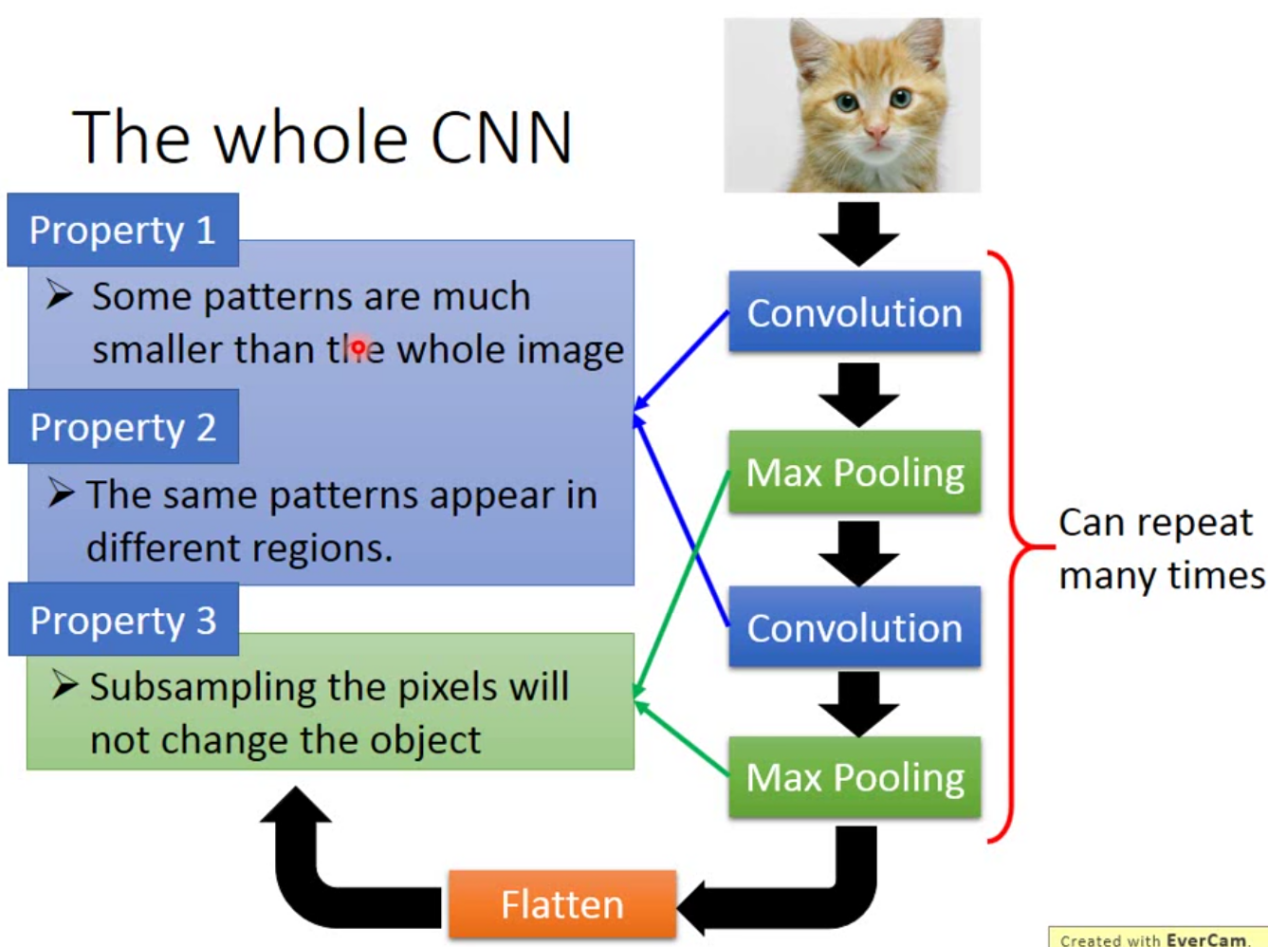 The whole CNN
Property 1
➢ Some patterns are much
smaller than the whole image
Property 2
➢ The same patterns appear in
different regions.
Property 3
➢ Subsampling the pixels will
not change the object
Convolution
Max Pooling
Convolution
Max Pooling
Can repeat
many times
Flatten
Created with EverCam.